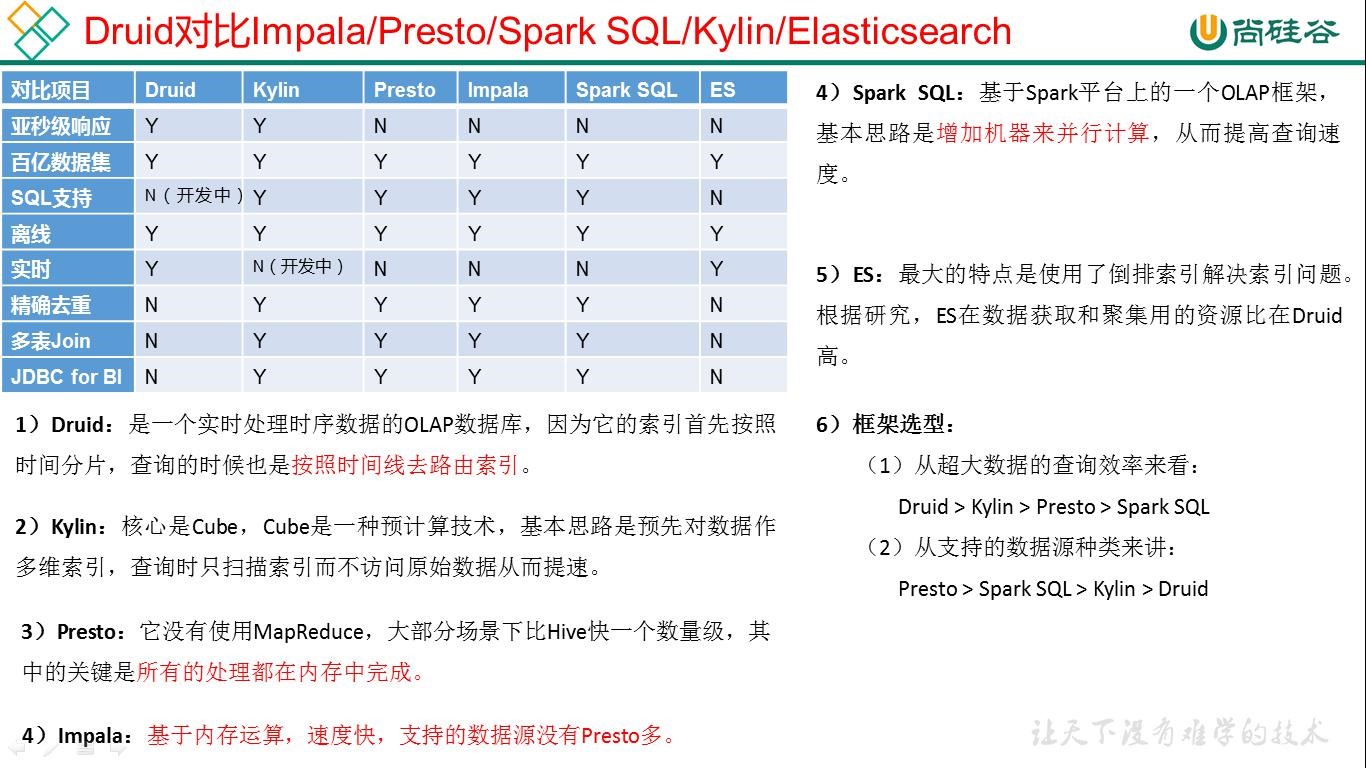 Druid对比Impala/Presto/Spark SQL/Kylin/Elasticsearch
尚硅谷
对比项目 Druid Kylin Presto Impala Spark SQL ES
亚秒级响应 Y Y N N N N
百亿数据集 Y Y Y Y Y Y
SQL支持 N（开发中） Y Y Y Y N
离线 Y Y Y Y Y Y
实时 Y N（开发中） N N N Y
精确去重 N Y Y Y Y N
多表Join N Y Y Y Y N
JDBC for BI N Y Y Y Y N
1）Druid：是一个实时处理时序数据的OLAP数据库，因为它的索引首先按照
时间分片，查询的时候也是按照时间线去路由索引。
2）Kylin：核心是Cube，Cube是一种预计算技术，基本思路是预先对数据作
多维索引，查询时只扫描索引而不访问原始数据从而提速。
3）Presto：它没有使用MapReduce，大部分场景下比Hive快一个数量级，其
中的关键是所有的处理都在内存中完成。
4）Impala：基于内存运算，速度快，支持的数据源没有Presto多。
4）Spark SQL：基于Spark平台上的一个OLAP框架，
基本思路是增加机器来并行计算，从而提高查询速
度。
5）ES：最大的特点是使用了倒排索引解决索引问题。
根据研究，ES在数据获取和聚集用的资源比在Druid
高。
6）框架选型：
（1）从超大数据的查询效率来看：
Druid > Kylin > Presto > Spark SQL
（2）从支持的数据源种类来讲：
Presto > Spark SQL > Kylin > Druid
让天下没有难学的技术